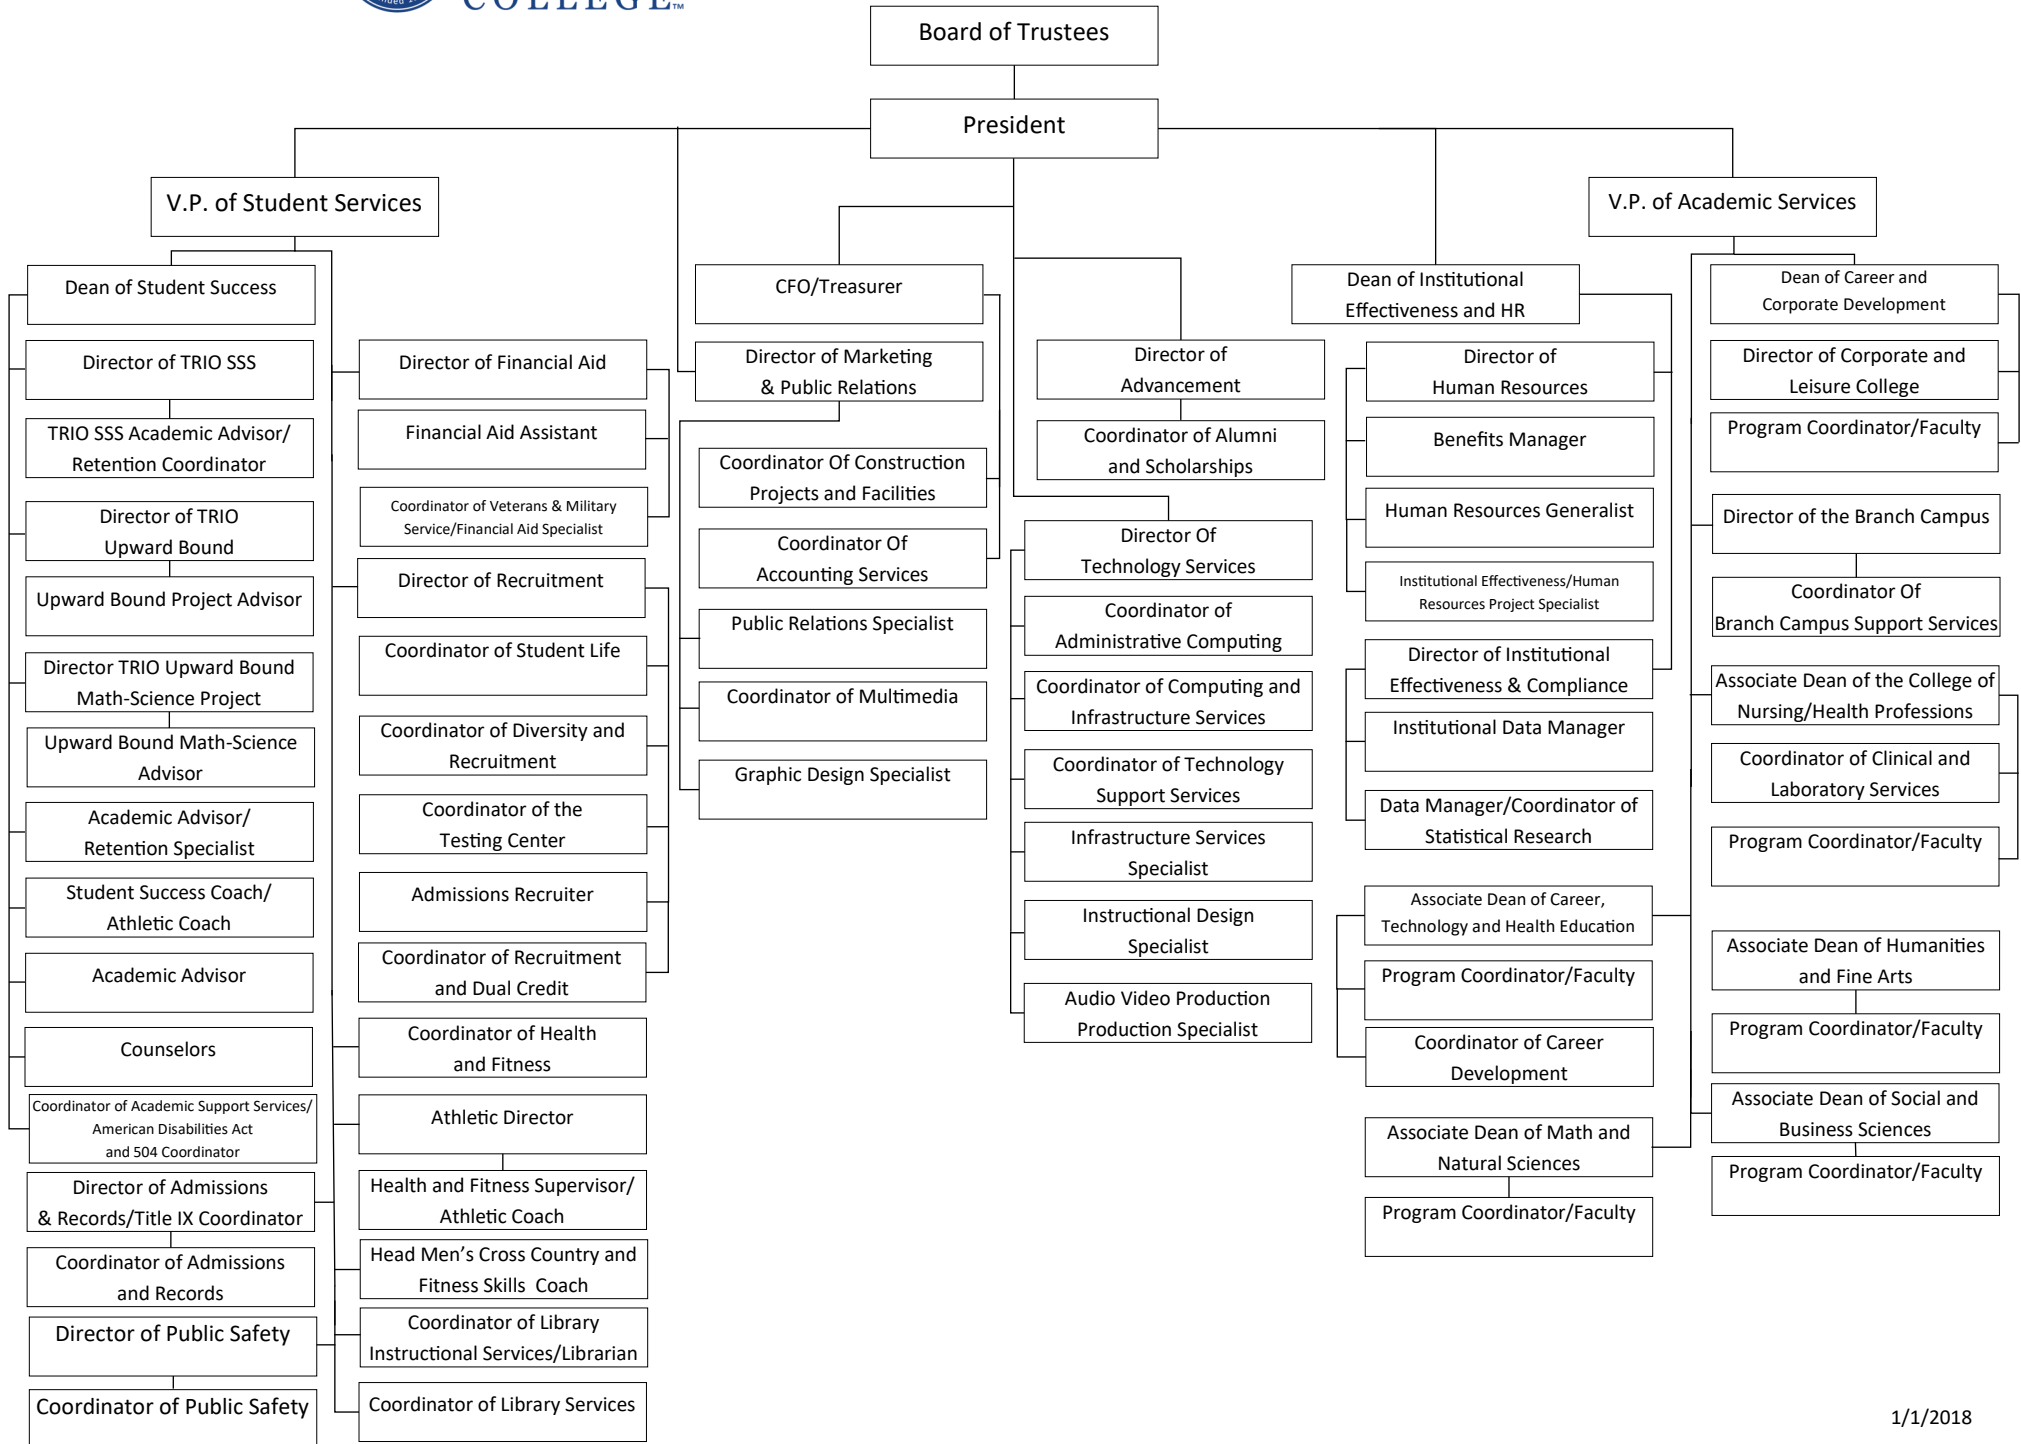 COLLEGE™
Board of Trustees
President
V.P. of Student Services
V.P. of Academic Services
Dean of Student Success
Director of TRIO SSS
TRIO SSS Academic Advisor/
Retention Coordinator
Director of TRIO
Upward Bound
Upward Bound Project Advisor
Director TRIO Upward Bound
Math-Science Project
Upward Bound Math-Science
Advisor
Academic Advisor/
Retention Specialist
Student Success Coach/
Athletic Coach
Academic Advisor
Counselors
Coordinator of Academic Support Services/
American Disabilities Act
and 504 Coordinator
Director of Admissions
& Records/Title IX Coordinator
Coordinator of Admissions
and Records
Director of Public Safety
Coordinator of Public Safety
Director of Financial Aid
Financial Aid Assistant
Coordinator of Veterans & Military
Service/Financial Aid Specialist
Director of Recruitment
Coordinator of Student Life
Coordinator of Diversity and
Recruitment
Coordinator of the
Testing Center
Admissions Recruiter
Coordinator of Recruitment
and Dual Credit
Coordinator of Health
and Fitness
Athletic Director
Health and Fitness Supervisor/
Athletic Coach
Head Men’s Cross Country and
Fitness Skills  Coach
Coordinator of Library
Instructional Services/Librarian
Coordinator of Library Services
CFO/Treasurer
Director of Marketing
& Public Relations
Coordinator Of Construction
Projects and Facilities
Coordinator Of
Accounting Services
Public Relations Specialist
Coordinator of Multimedia
Graphic Design Specialist
Director of
Advancement
Coordinator of Alumni
and Scholarships
Director Of
Technology Services
Coordinator of
Administrative Computing
Coordinator of Computing and
Infrastructure Services
Coordinator of Technology
Support Services
Infrastructure Services
Specialist
Instructional Design
Specialist
Audio Video Production
Production Specialist
Dean of Institutional
Effectiveness and HR
Director of
Human Resources
Benefits Manager
Human Resources Generalist
Institutional Effectiveness/Human
Resources Project Specialist
Director of Institutional
Effectiveness & Compliance
Institutional Data Manager
Data Manager/Coordinator of
Statistical Research
Associate Dean of Career,
Technology and Health Education
Program Coordinator/Faculty
Coordinator of Career
Development
Associate Dean of Math and
Natural Sciences
Program Coordinator/Faculty
Dean of Career and
Corporate Development
Director of Corporate and
Leisure College
Program Coordinator/Faculty
Director of the Branch Campus
Coordinator Of
Branch Campus Support Services
Associate Dean of the College of
Nursing/Health Professions
Coordinator of Clinical and
Laboratory Services
Program Coordinator/Faculty
Associate Dean of Humanities
and Fine Arts
Program Coordinator/Faculty
Associate Dean of Social and
Business Sciences
Program Coordinator/Faculty
1/1/2018